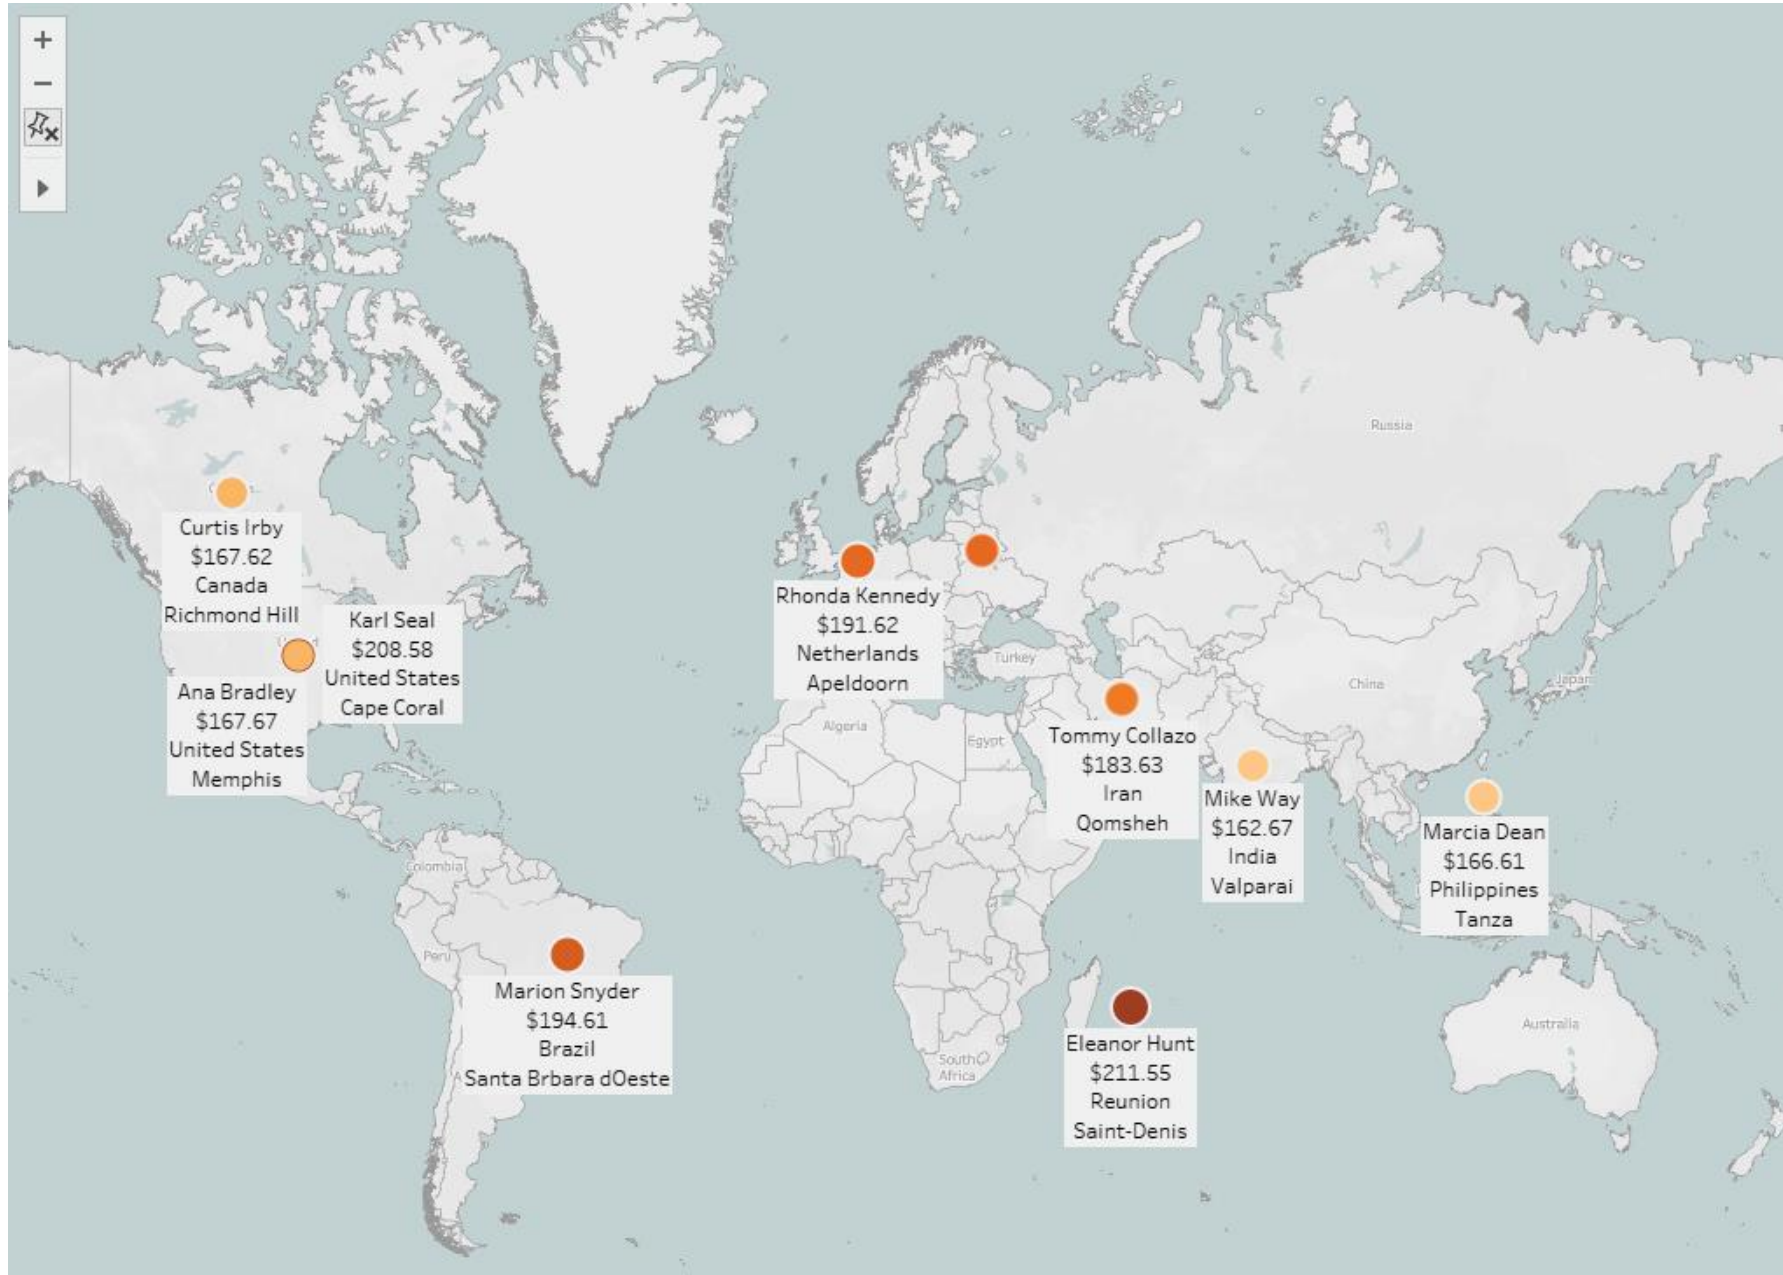 Russia
Curtis Irby
$167.62
Canada
Richmond Hill
Karl Seal
$208.58
United States
Cape Coral
Ana Bradley
$167.67
United States
Memphis
Rhonda Kennedy
$191.62
Netherlands
Apeldoorn
Turkey
China
Japan
Algeria
Egypt
Tommy Collazo
$183.63
Iran
Qomsheh
Mike Way
$162.67
India
Valparai
Marcia Dean
$166.61
Philippines
Tanza
Colombia
Peru
Marion Snyder
$194.61
Brazil
Santa Brbara dOeste
Eleanor Hunt
$211.55
Reunion
Saint-Denis
South
Africa
Australia